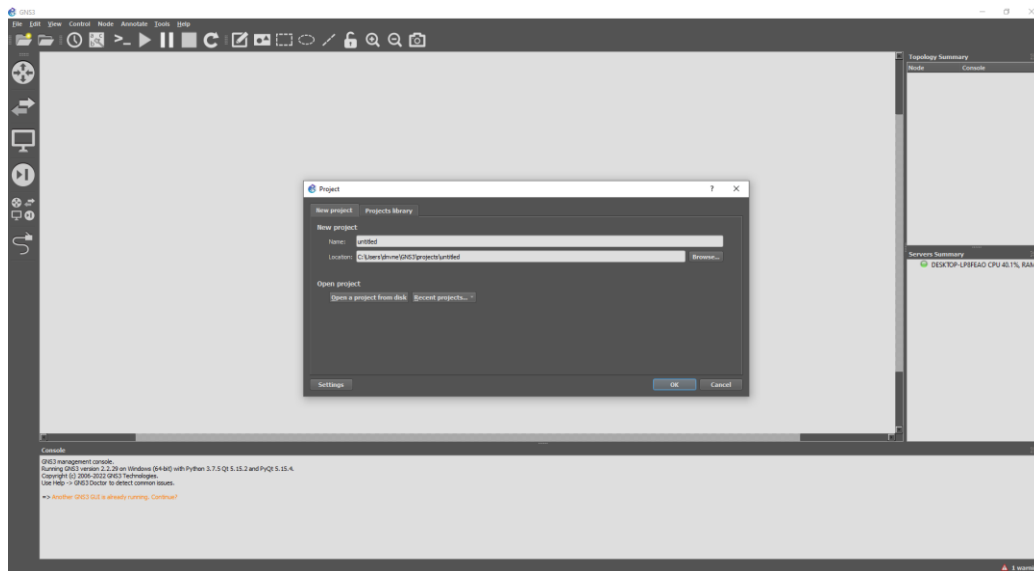 GNS3
File Edit View Control Node Annotate Tools Help
Topology Summary
Node Console
Project
New project Projects library
New project
Name: untitled
Location: C:\Users\dnvne\GNS3\projects\untitled Browse...
Open project
Open a project from disk Recent projects...
Settings OK Cancel
Servers Summary
DESKTOP-LP8FEAO CPU 40.1%, RAM
Console
GNS3 management console.
Running GNS3 version 2.2.29 on Windows (64-bit) with Python 3.7.5 Qt 5.15.2 and PyQt 5.15.4.
Copyright (c) 2006-2022 GNS3 Technologies.
Use Help -> GNS3 Doctor to detect common issues.
=> Another GNS3 GUI is already running. Continue?
1 warni